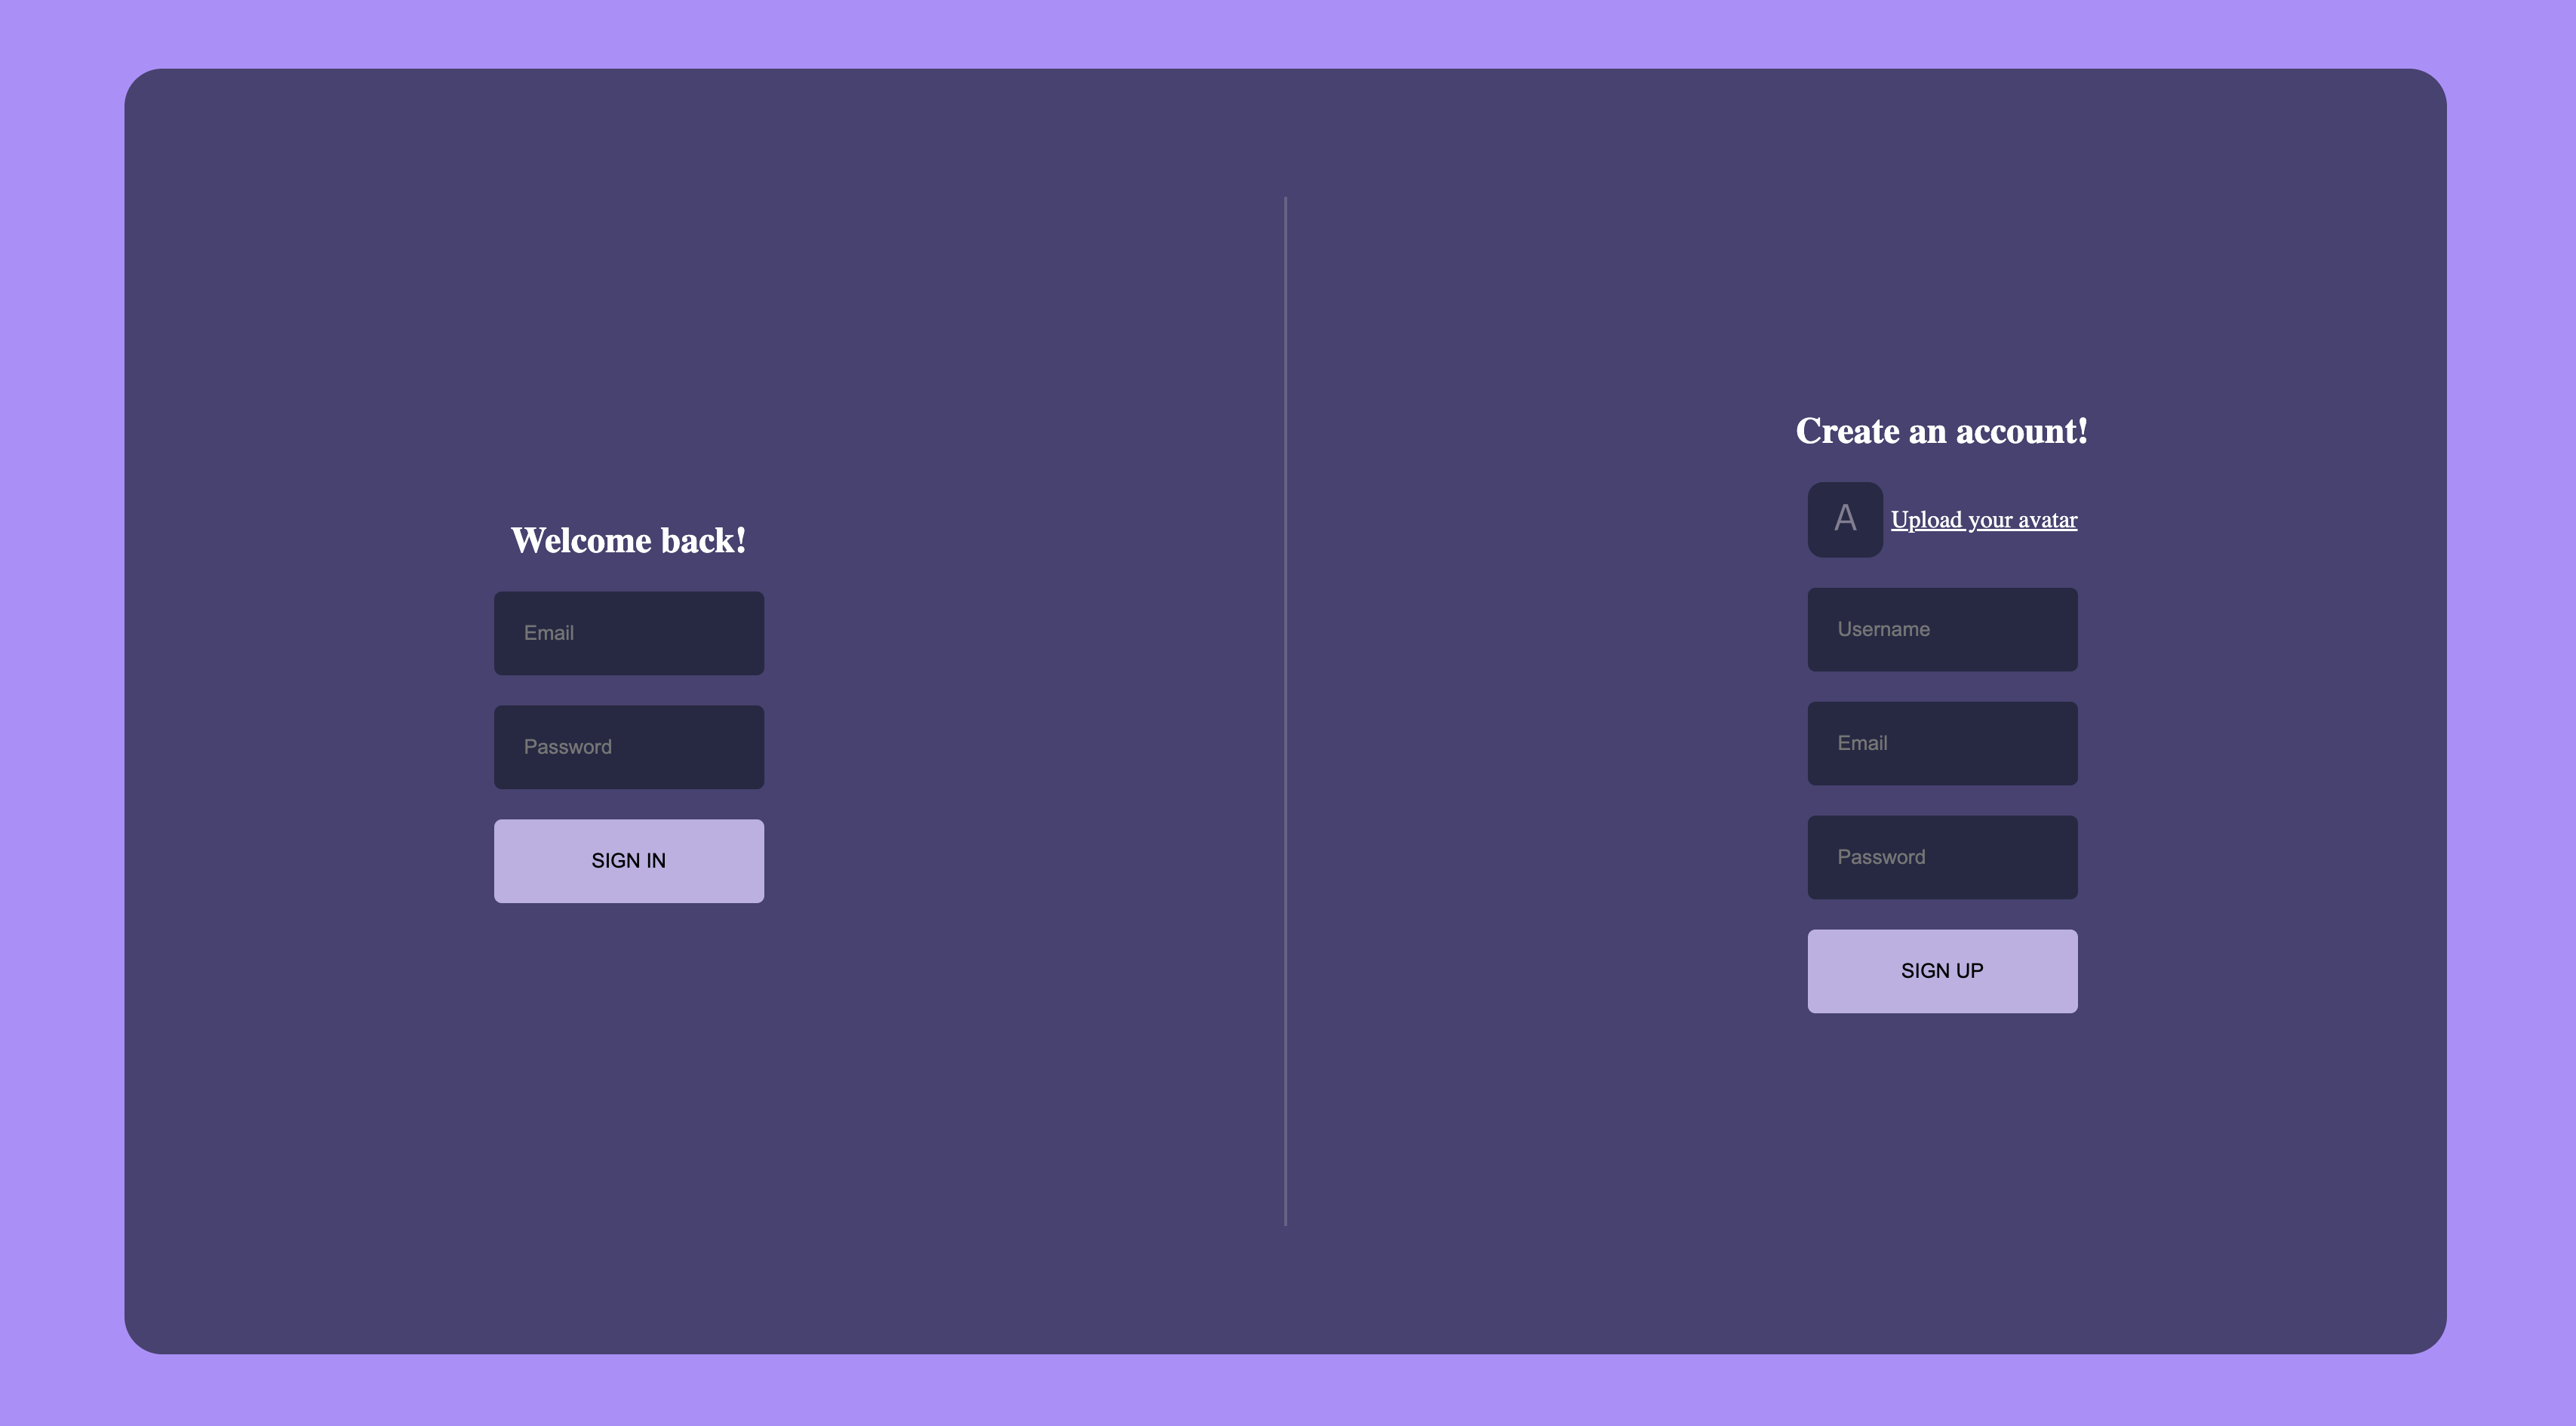 Welcome back!
Email
Password
SIGN IN
Create an account!
A
Upload your avatar
Username
Email
Password
SIGN UP